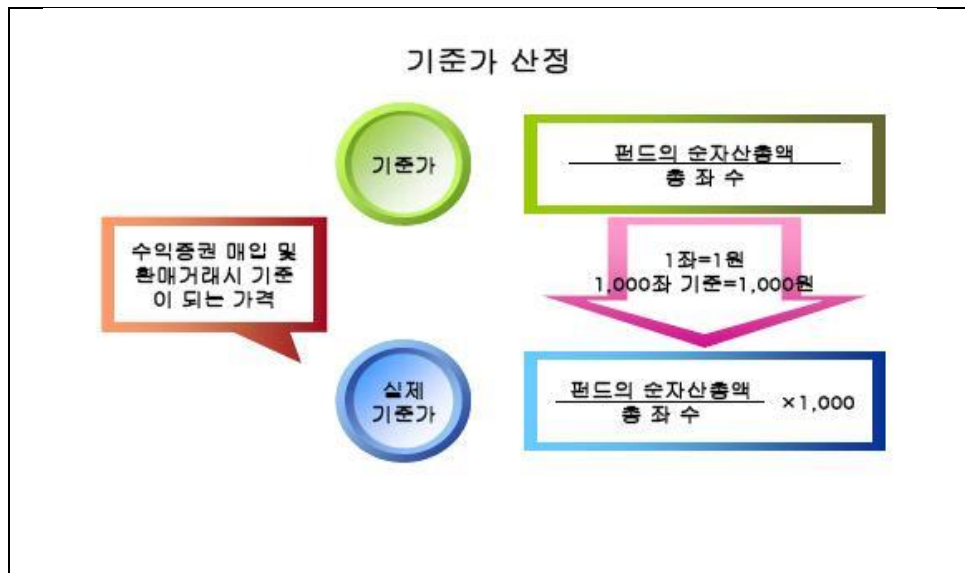 기준가 산정
기준가
펀드의 순자산총액
총 좌 수
수익증권 매입 및
환매거래시 기준
이 되는 가격
1좌=1원
1,000좌 기준=1,000원
실제
기준가
펀드의 순자산총액
총 좌 수
×1,000